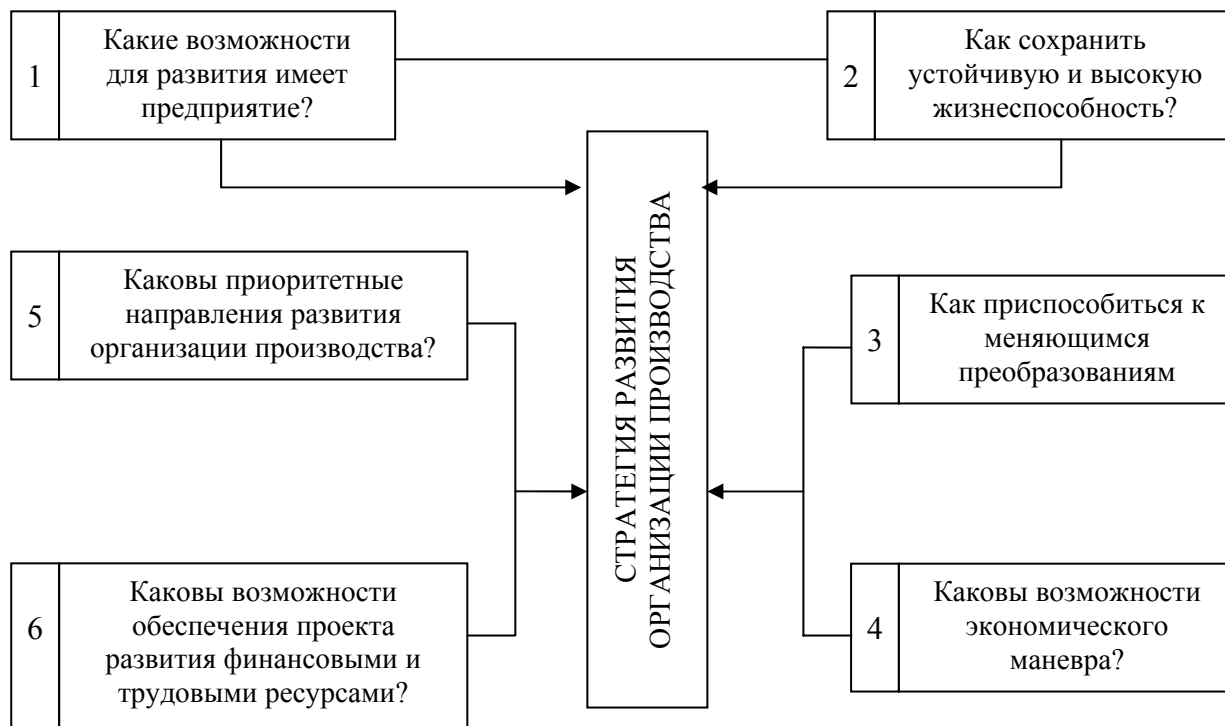 1
Какие возможности
для развития имеет
предприятие?
2
Как сохранить
устойчивую и высокую
жизнеспособность?
СТРАТЕГИЯ РАЗВИТИЯ
ОРГАНИЗАЦИИ ПРОИЗВОДСТВА
5
Каковы приоритетные
направления развития
организации производства?
3
Как приспособиться к
меняющимся
преобразованиям
6
Каковы возможности
обеспечения проекта
развития финансовыми и
трудовыми ресурсами?
4
Каковы возможности
экономического
маневра?